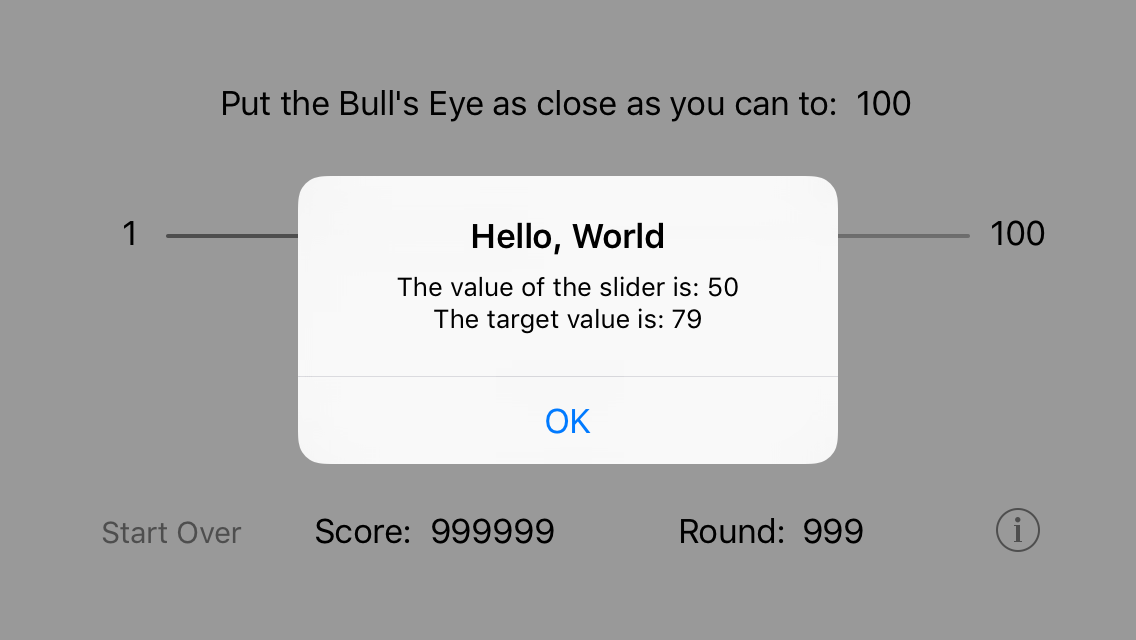 Put the Bull's Eye as close as you can to: 100
1
100
Hello, World
The value of the slider is: 50
The target value is: 79
OK
Start Over Score: 999999 Round: 999 i